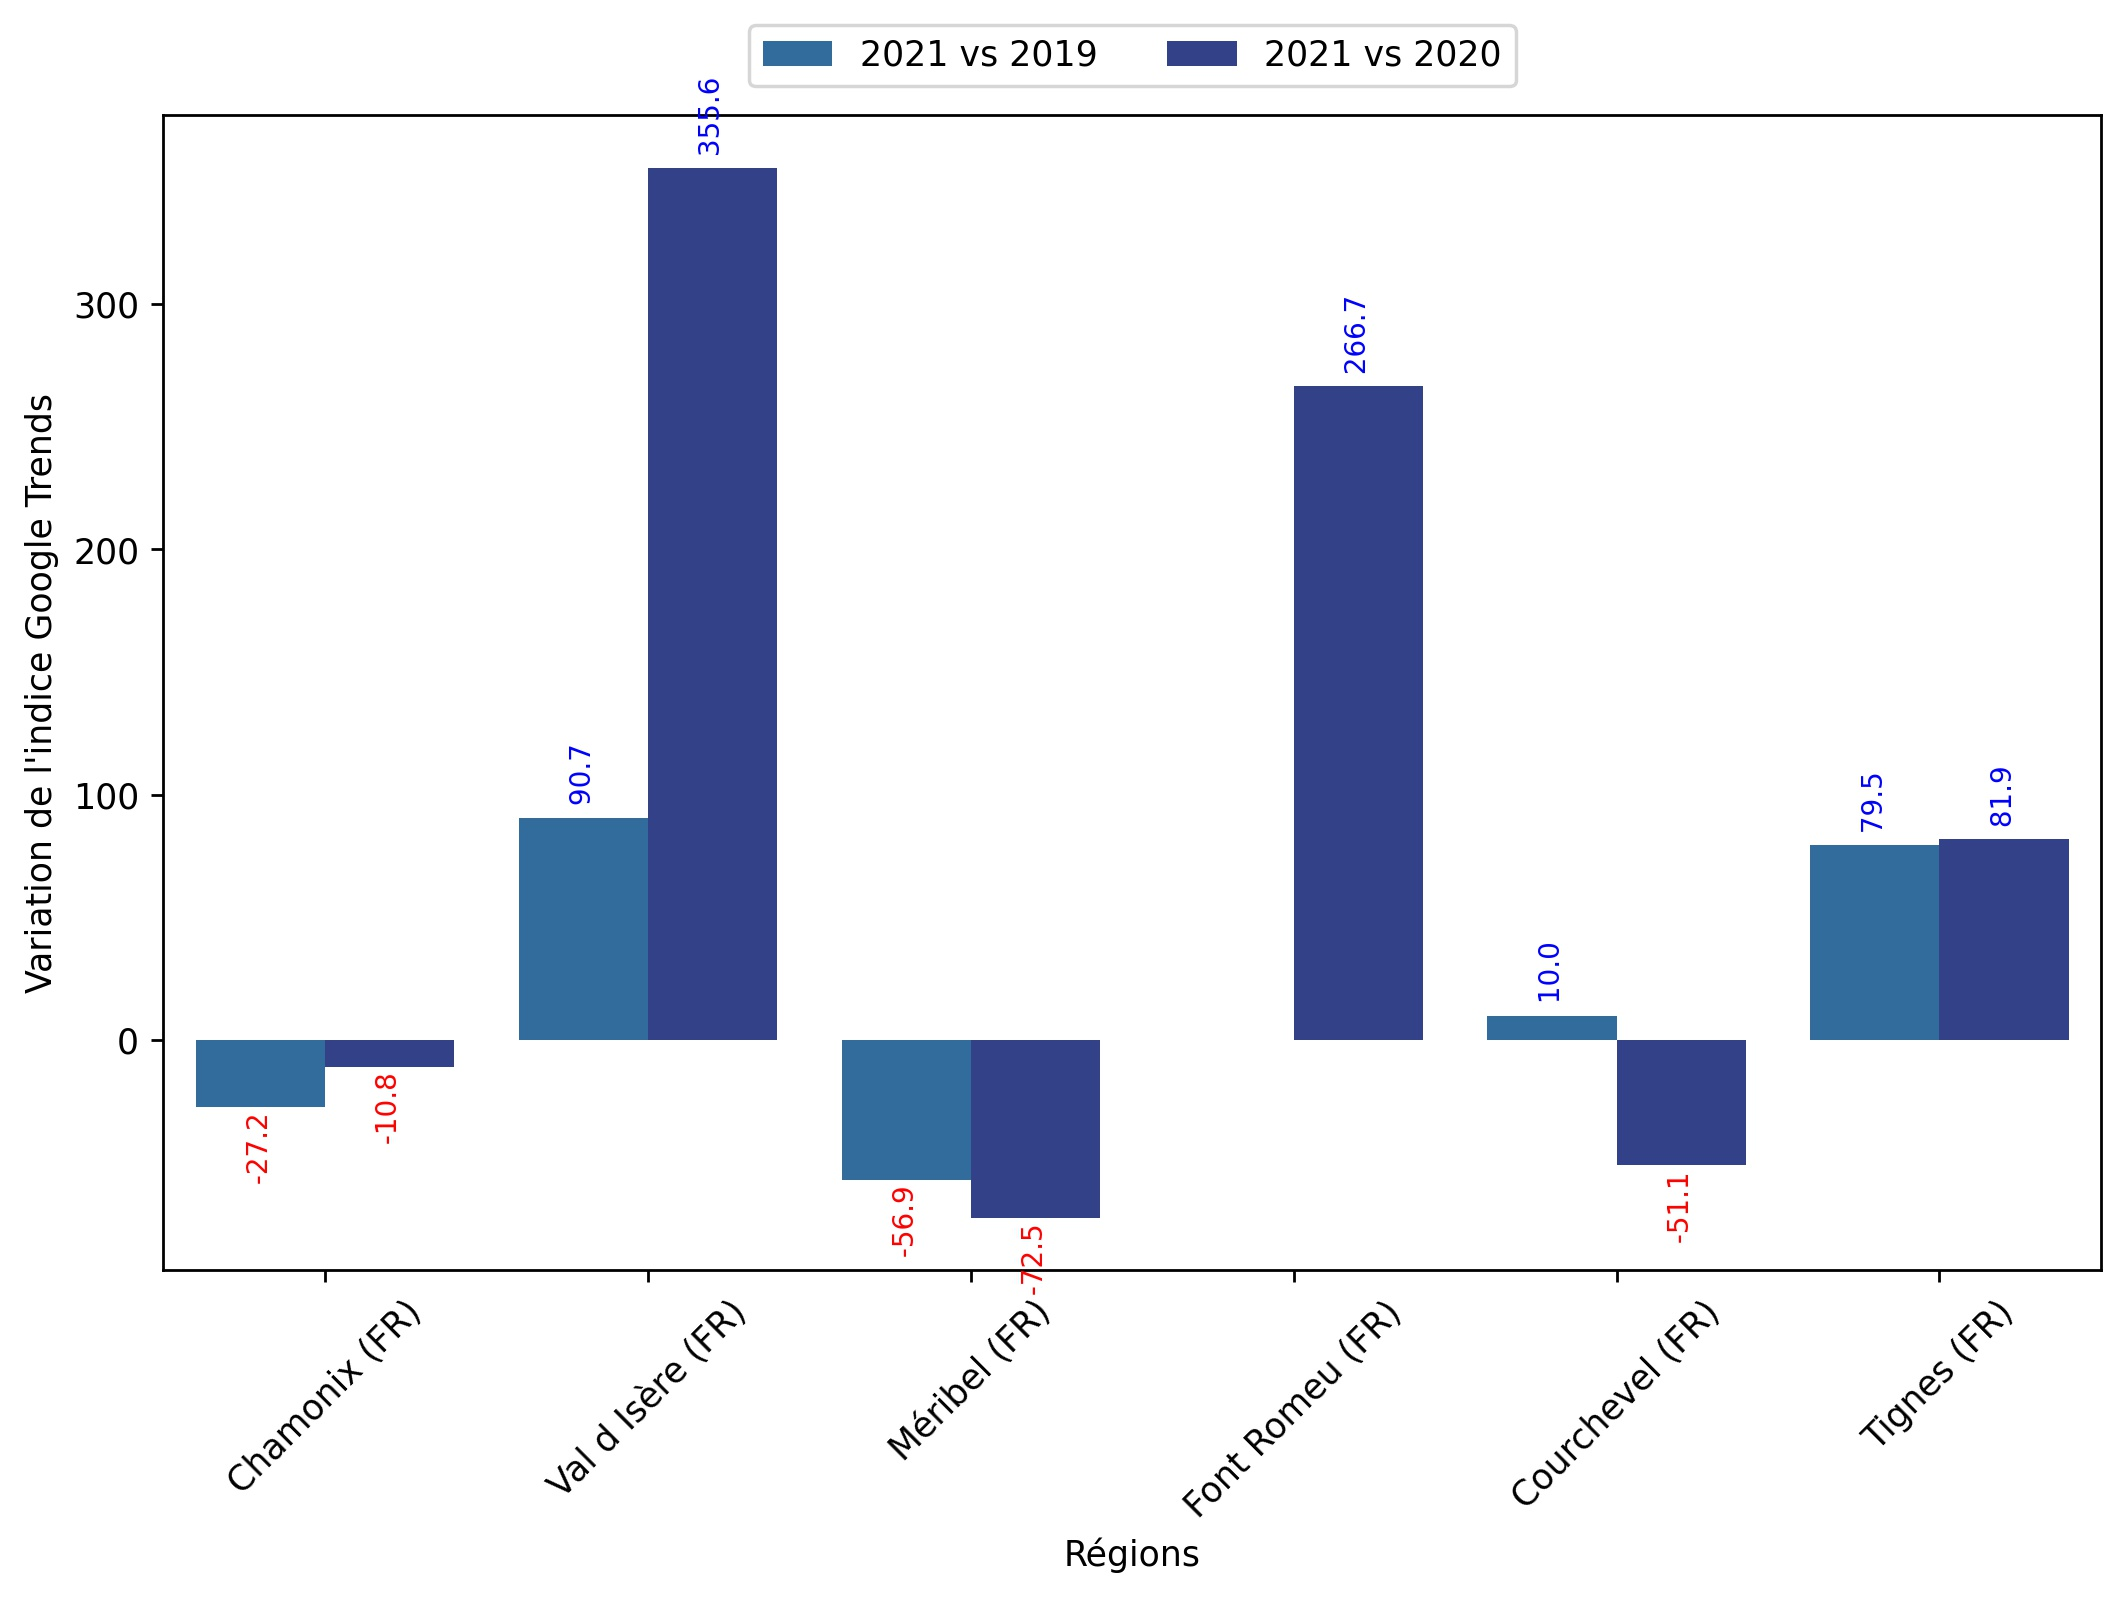 2021 vs 2019 2021 vs 2020
Variation de l'indice Google Trends
300
200
100
0
-27.2
-10.8
90.7
355.6
-56.9
-72.5
266.7
10.0
-51.1
79.5
81.9
Chamonix (FR)
Val d Isère (FR)
Méribel (FR)
Font Romeu (FR)
Courchevel (FR)
Tignes (FR)
Régions